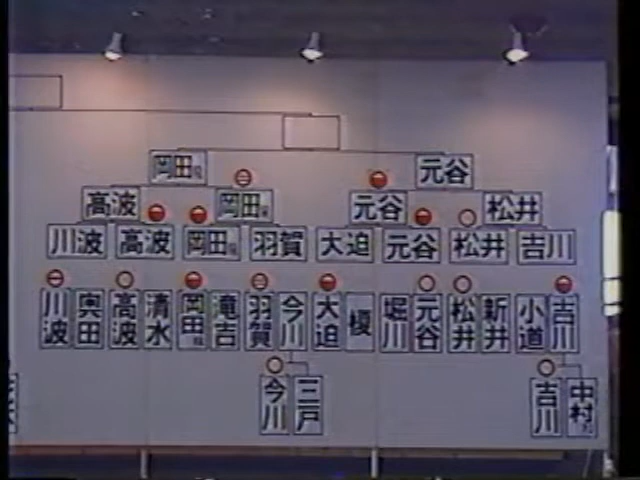 岡田 元谷
高波 岡田 元谷 松井
川波 高波 岡田 羽賀 大迫 元谷 松井 吉川
川波 奥田 高波 清水 岡田 滝吉 羽賀 今川 大迫 榎 堀川 元谷 松井 新井 小道 吉川
今川 三戸 吉川 中村